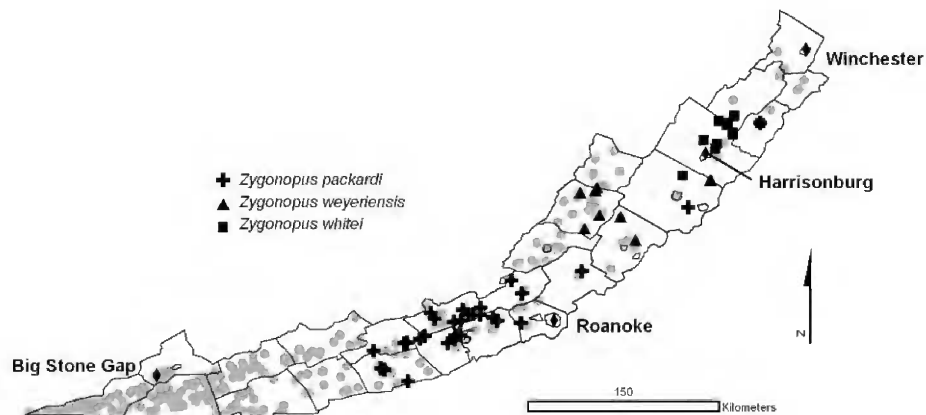 Winchester
Zygonopus packardi
Zygonopus weyeriensis
Zygonopus whitei
Harrisonburg
Roanoke
N
Big Stone Gap
150
Kilometers